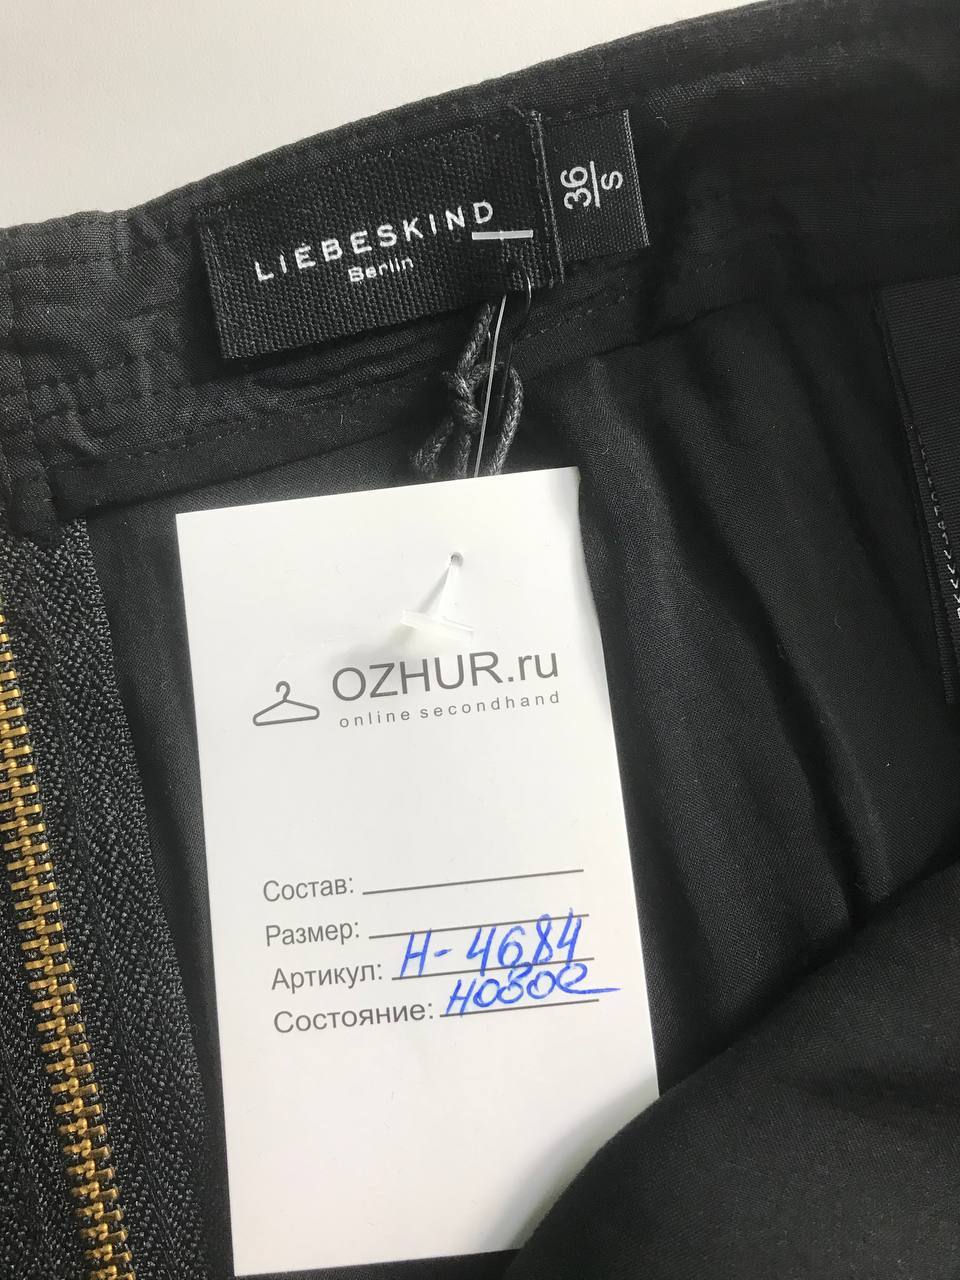 LIEBESKIND
Berlin
36
S
OZHUR.ru
online secondhand
Состав:
Размер:
Артикул: Н-4684
Состояние: новое